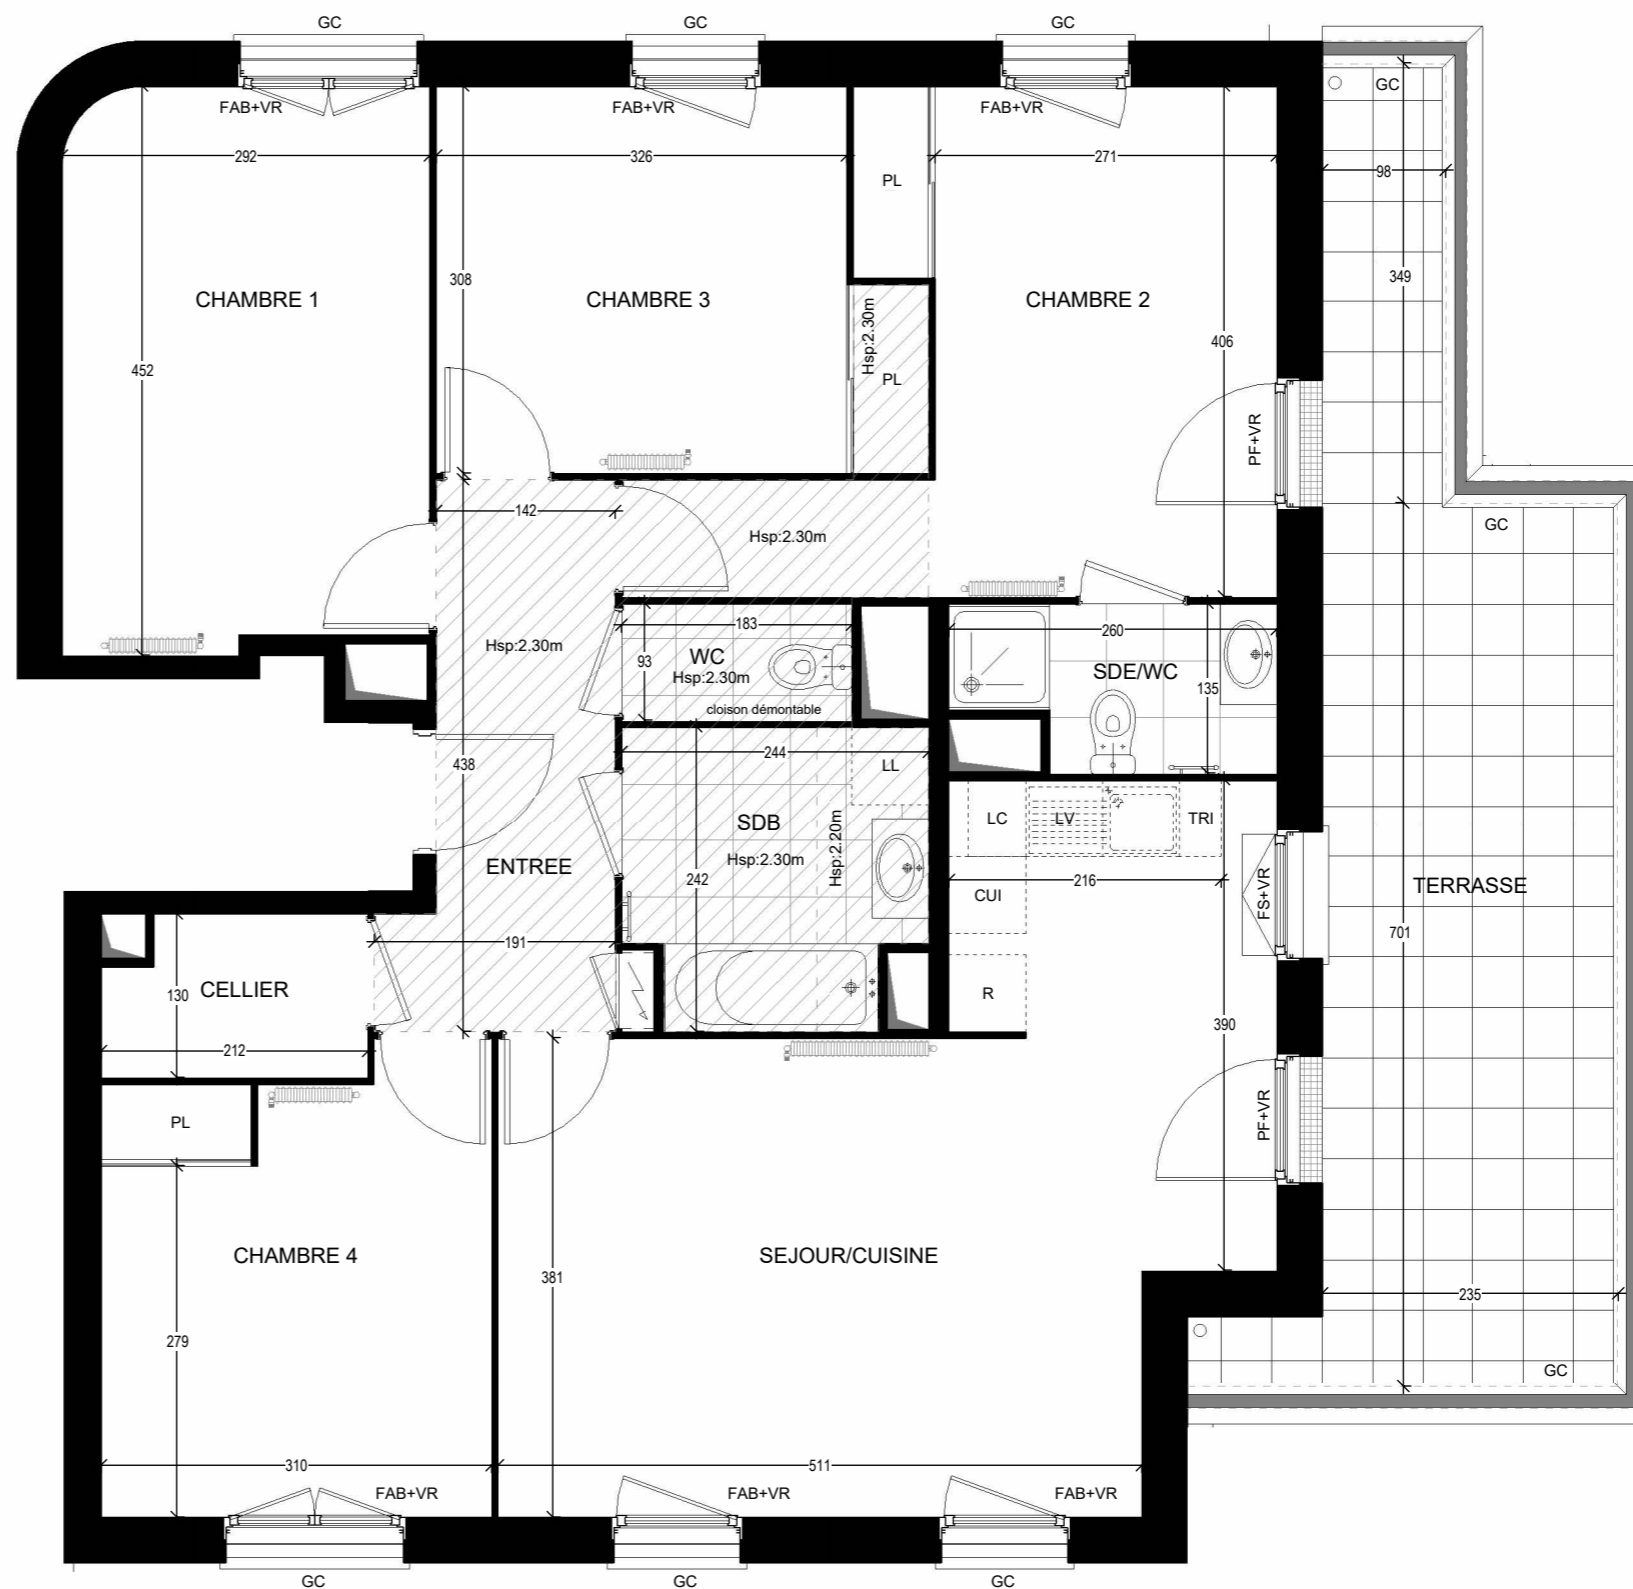 GC
GC
GC
FAB+VR
FAB+VR
FAB+VR
GC
292
326
271
98
PL
CHAMBRE 1
CHAMBRE 3
CHAMBRE 2
308
349
Hsp:2.30m
PL
406
452
PF+VR
142
Hsp:2.30m
GC
Hsp:2.30m
183
260
93
WC
Hsp:2.30m
SDE/WC
135
cloison démontable
438
244
LL
SDB
Hsp:2.30m
Hsp:2.20m
LC
LV
TRI
ENTREE
242
216
CUI
FS+VR
TERRASSE
701
191
CELLIER
130
R
390
212
PL
PF+VR
CHAMBRE 4
SEJOUR/CUISINE
381
235
279
GC
310
511
FAB+VR
FAB+VR
FAB+VR
GC
GC
GC